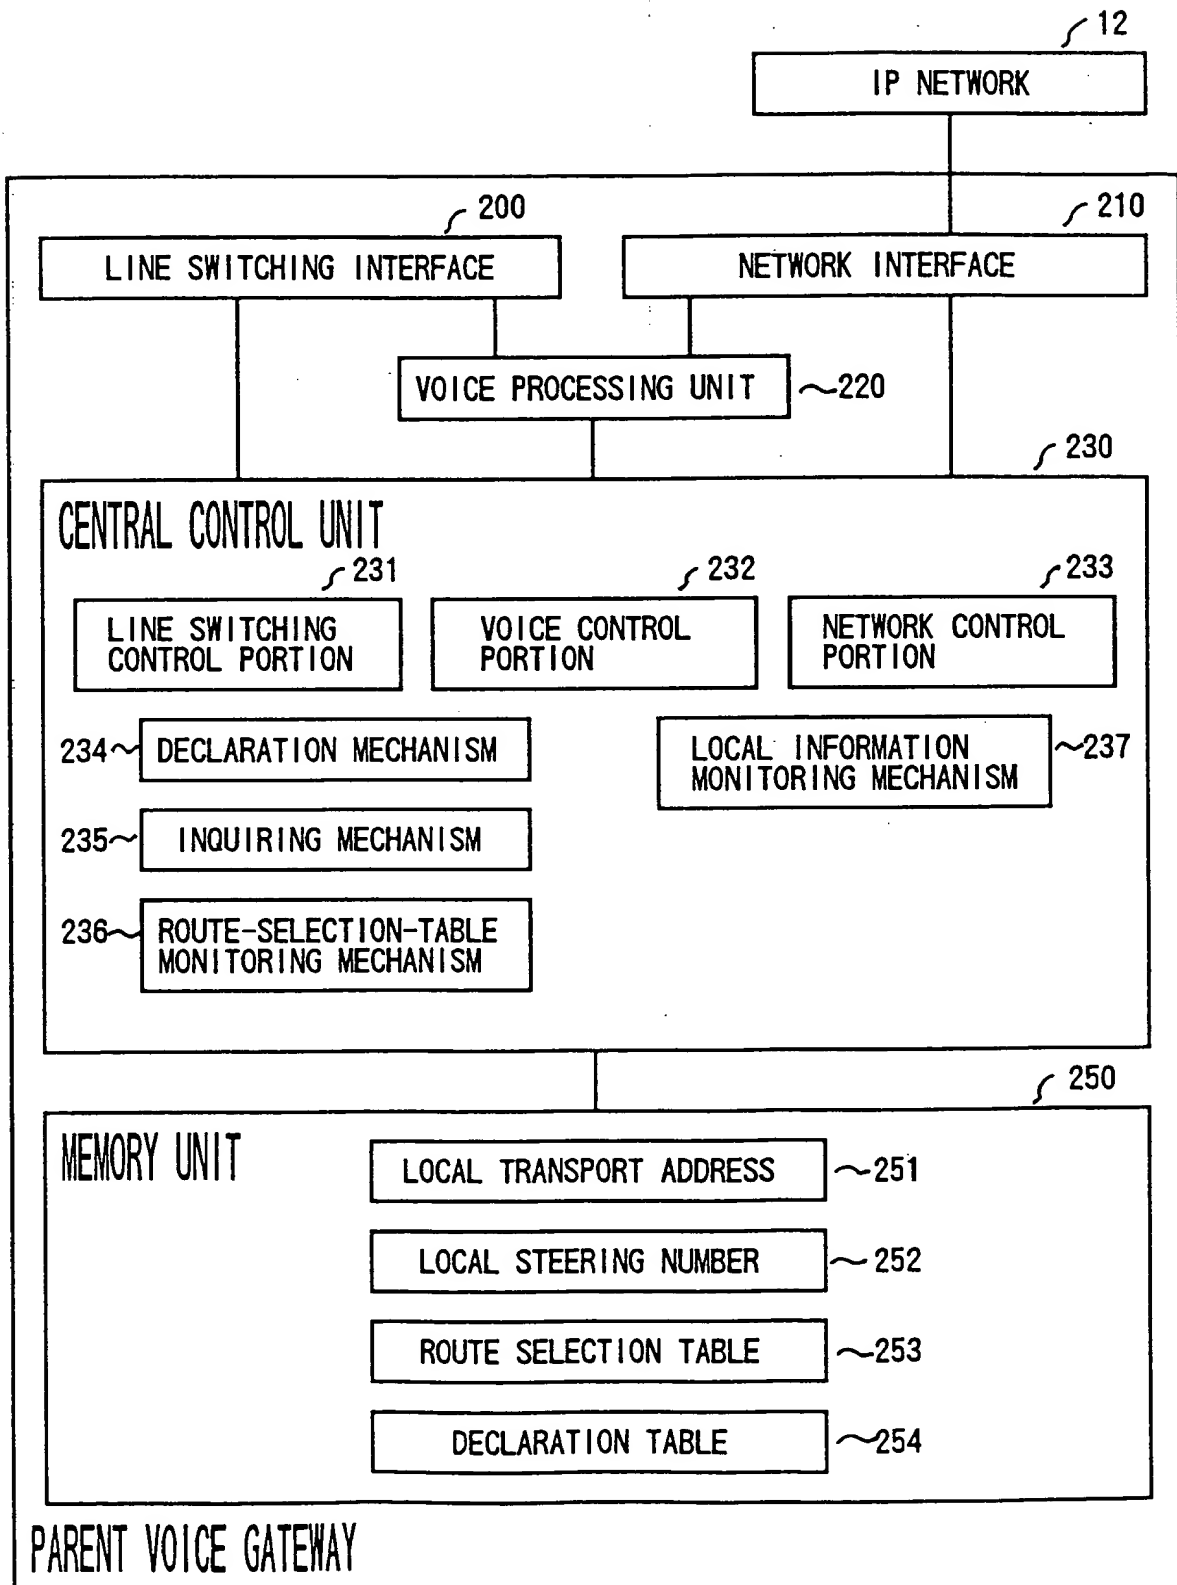 12
IP NETWORK
200
210
LINE SWITCHING INTERFACE
NETWORK INTERFACE
VOICE PROCESSING UNIT
220
230
CENTRAL CONTROL UNIT
231
232
233
LINE SWITCHING
CONTROL PORTION
VOICE CONTROL
PORTION
NETWORK CONTROL
PORTION
234
DECLARATION MECHANISM
LOCAL INFORMATION
MONITORING MECHANISM
237
235
INQUIRING MECHANISM
236
ROUTE-SELECTION-TABLE
MONITORING MECHANISM
250
MEMORY UNIT
LOCAL TRANSPORT ADDRESS
251
LOCAL STEERING NUMBER
252
ROUTE SELECTION TABLE
253
DECLARATION TABLE
254
PARENT VOICE GATEWAY